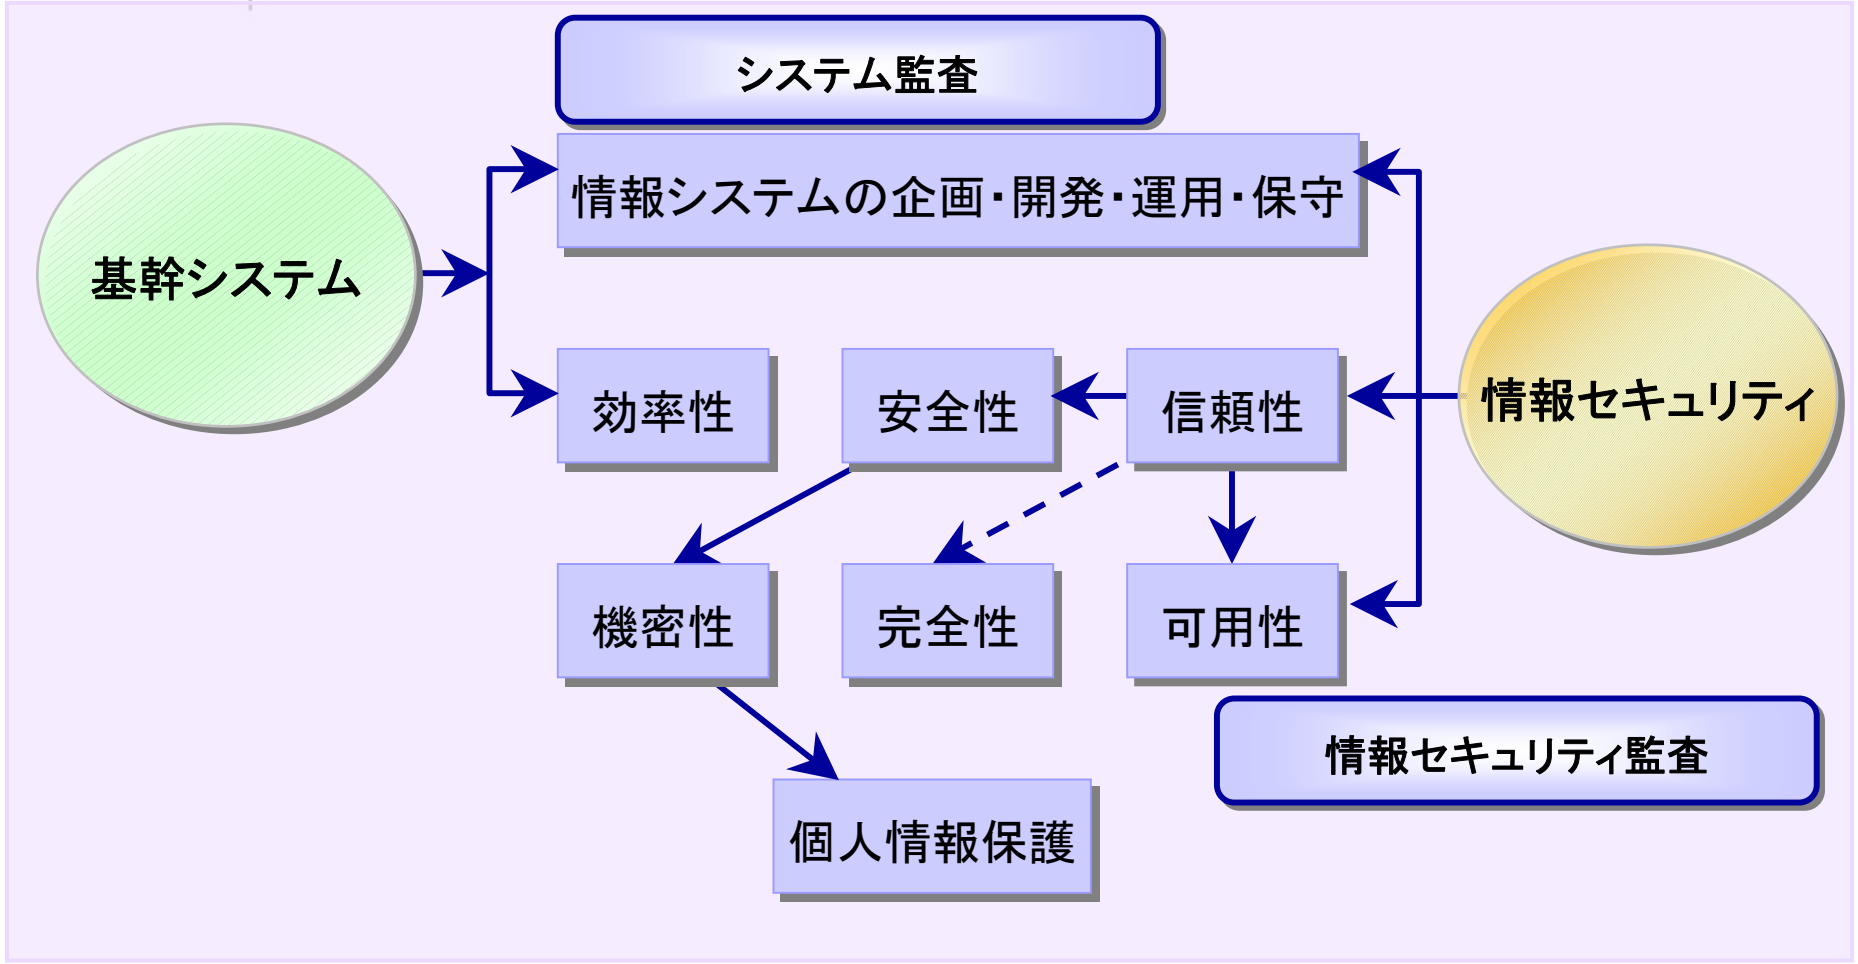 システム監査
情報システムの企画・開発・運用・保守
基幹システム
情報セキュリティ
効率性
安全性
信頼性
機密性
完全性
可用性
情報セキュリティ監査
個人情報保護